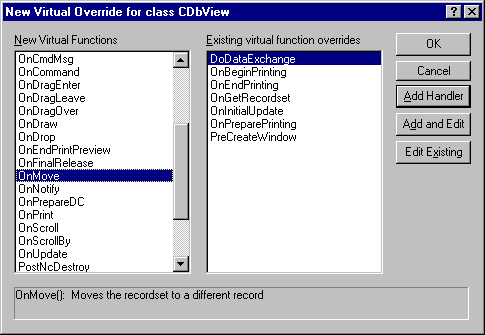 New Virtual Override for class CDbView
New Virtual Functions
Existing virtual function overrides
OnCmdMsg
OnCommand
OnDragEnter
OnDragLeave
OnDragOver
OnDraw
OnDrop
OnEndPrintPreview
OnFinalRelease
OnMove
OnNotify
OnPrepareDC
OnPrint
OnScroll
OnScrollBy
OnUpdate
PostNcDestroy
DoDataExchange
OnBeginPrinting
OnEndPrinting
OnGetRecordset
OnInitialUpdate
OnPreparePrinting
PreCreateWindow
OK
Cancel
Add Handler
Add and Edit
Edit Existing
OnMove(): Moves the recordset to a different record